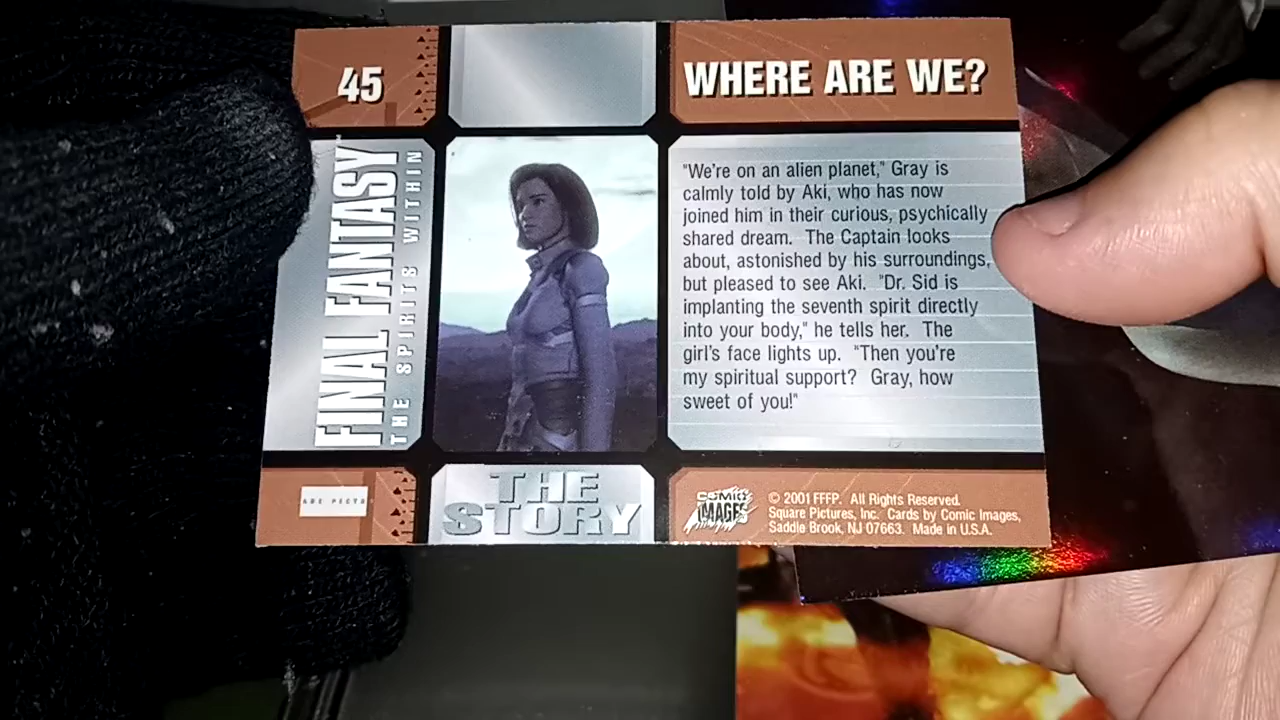 45
WHERE ARE WE?
FINAL FANTASY
THE SPIRITS WITHIN
"We're on an alien planet," Gray is
calmly told by Aki, who has now
joined him in their curious, psychically
shared dream. The Captain looks
about, astonished by his surroundings,
but pleased to see Aki. "Dr. Sid is
implanting the seventh spirit directly
into your body," he tells her. The
girl's face lights up. "Then you're
my spiritual support? Gray, how
sweet of you!"
THE
STORY
COMIC
IMAGES
© 2001 FFFP. All Rights Reserved.
Square Pictures, Inc. Cards by Comic Images,
Saddle Brook, NJ 07663. Made in U.S.A.